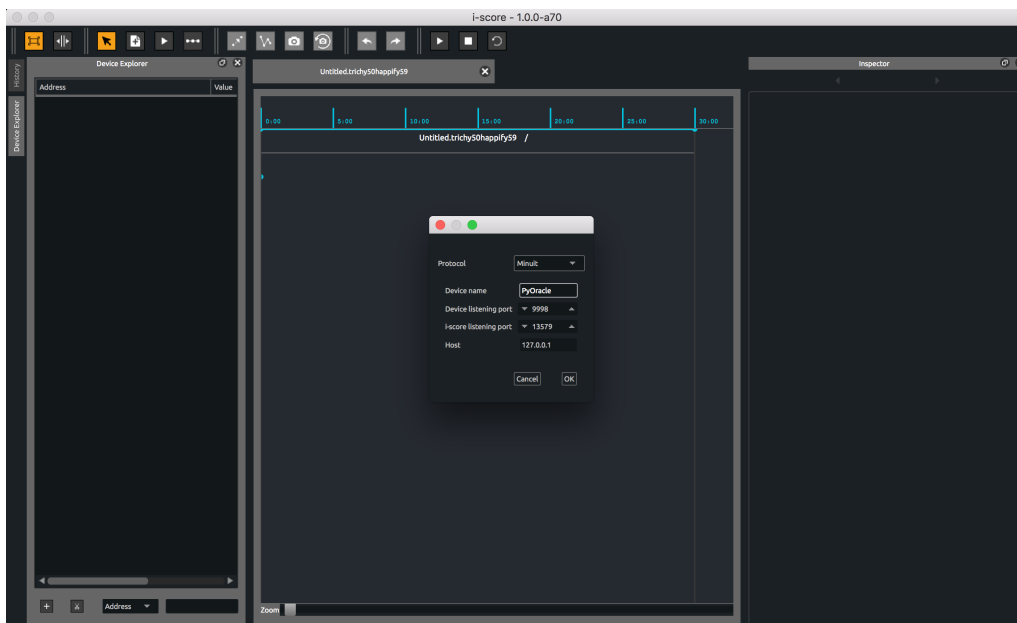 i-score - 1.0.0-a70
History
Device Explorer
Device Explorer
Address Value
Untitled.trichy50happify59
0:00 5:00 10:00 15:00 20:00 25:00 30:00
Untitled.trichy50happify59 /
Protocol Minuit
Device name PyOracle
Device listening port 9998
i-score listening port 13579
Host 127.0.0.1
Cancel OK
Inspector
Address
Zoom